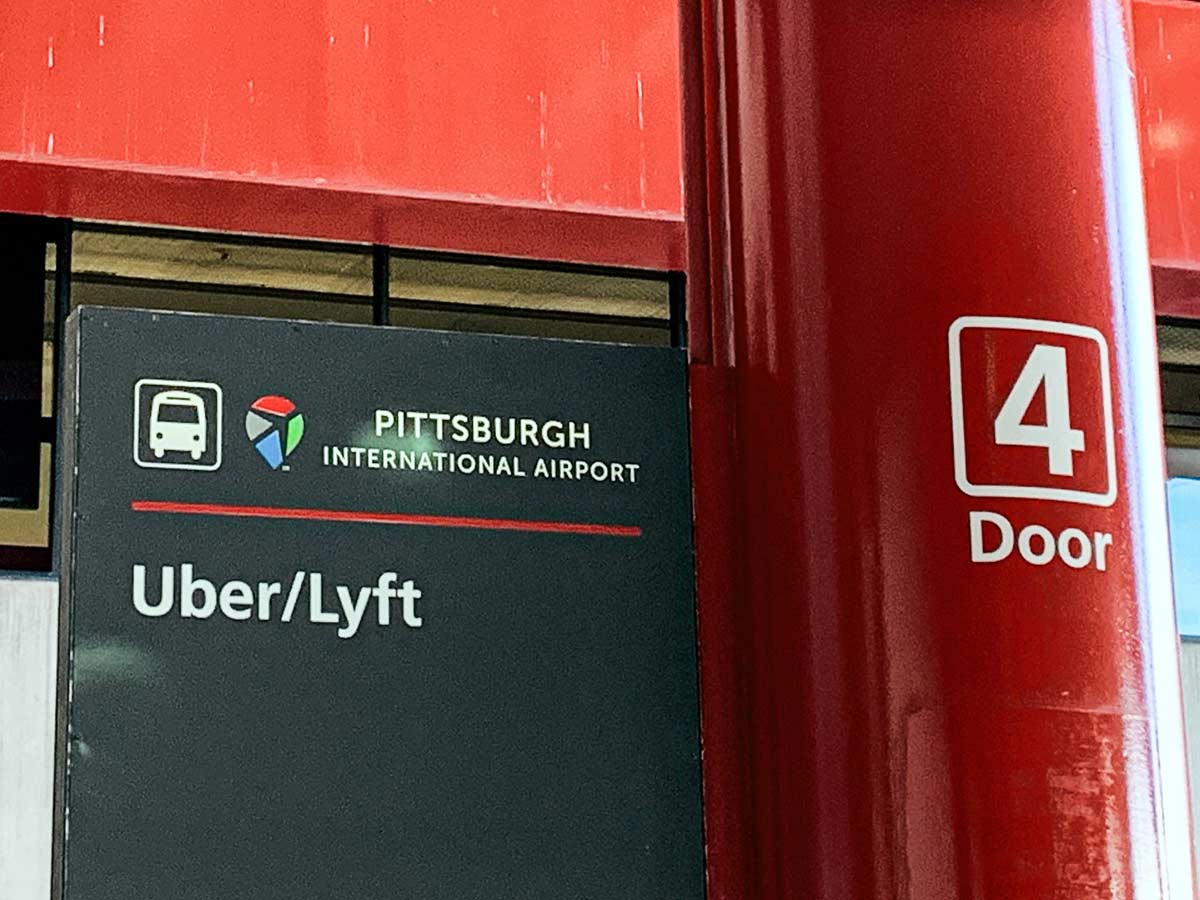 PITTSBURGH
INTERNATIONAL AIRPORT
Uber/Lyft
4
Door